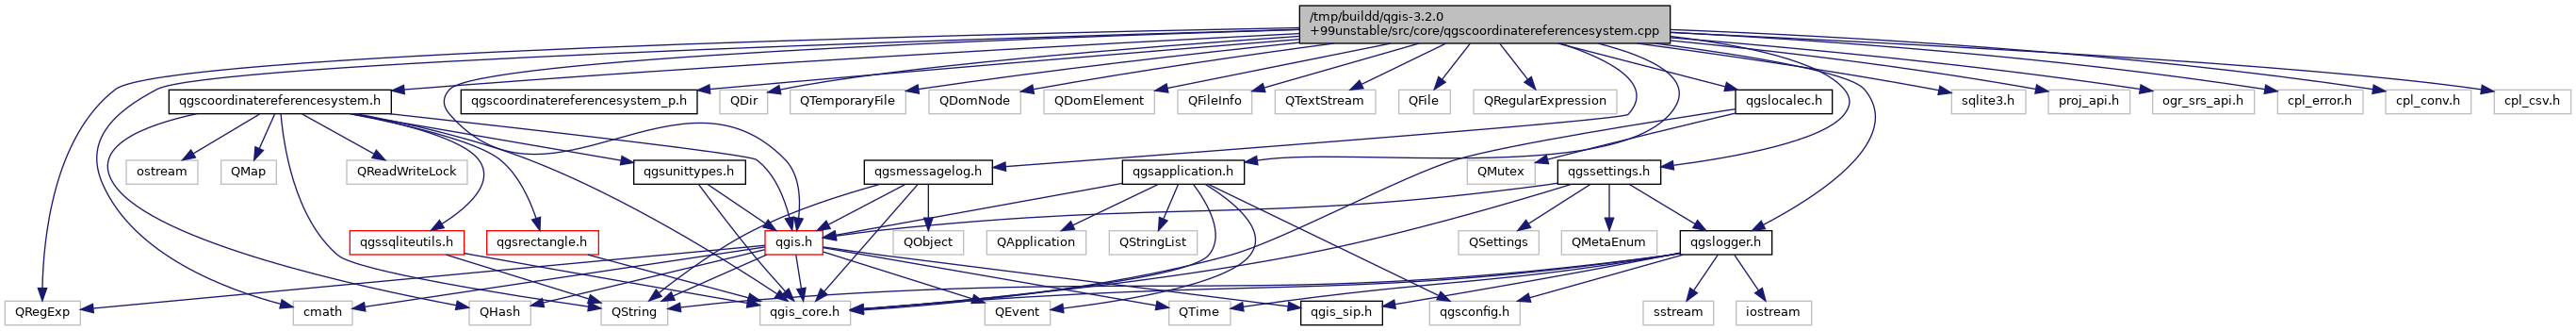 /tmp/buildd/qgis-3.2.0
+99unstable/src/core/qgscoordinatereferencesystem.cpp
qgscoordinatereferencesystem.h
qgscoordinatereferencesystem_p.h
QDir
QTemporaryFile
QDomNode
QDomElement
QFileInfo
QTextStream
QFile
QRegularExpression
qgslocalec.h
sqlite3.h
proj_api.h
ogr_srs_api.h
cpl_error.h
cpl_conv.h
cpl_csv.h
ostream
QMap
QReadWriteLock
qgsunittypes.h
qgsmessagelog.h
qgsapplication.h
QMutex
qgssettings.h
qgssqliteutils.h
qgsrectangle.h
qgis.h
QObject
QApplication
QStringList
QSettings
QMetaEnum
qgslogger.h
QRegExp
cmath
QHash
QString
qgis_core.h
QEvent
QTime
qgis_sip.h
qgsconfig.h
sstream
iostream